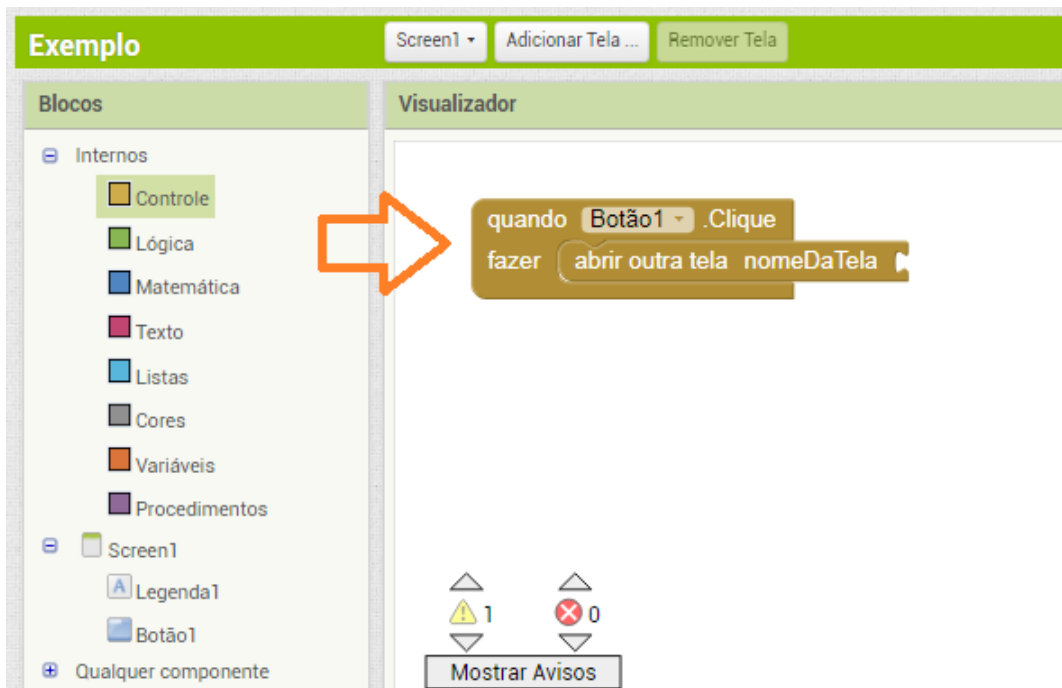 Exemplo
Screen1 Adicionar Tela ... Remover Tela
Blocos
Visualizador
Internos
Controle
Lógica
Matemática
Texto
Listas
Cores
Variáveis
Procedimentos
Screen1
A Legenda1
Botão1
Qualquer componente
quando Botão1 .Clique
fazer abrir outra tela nomeDaTela
1 0
Mostrar Avisos